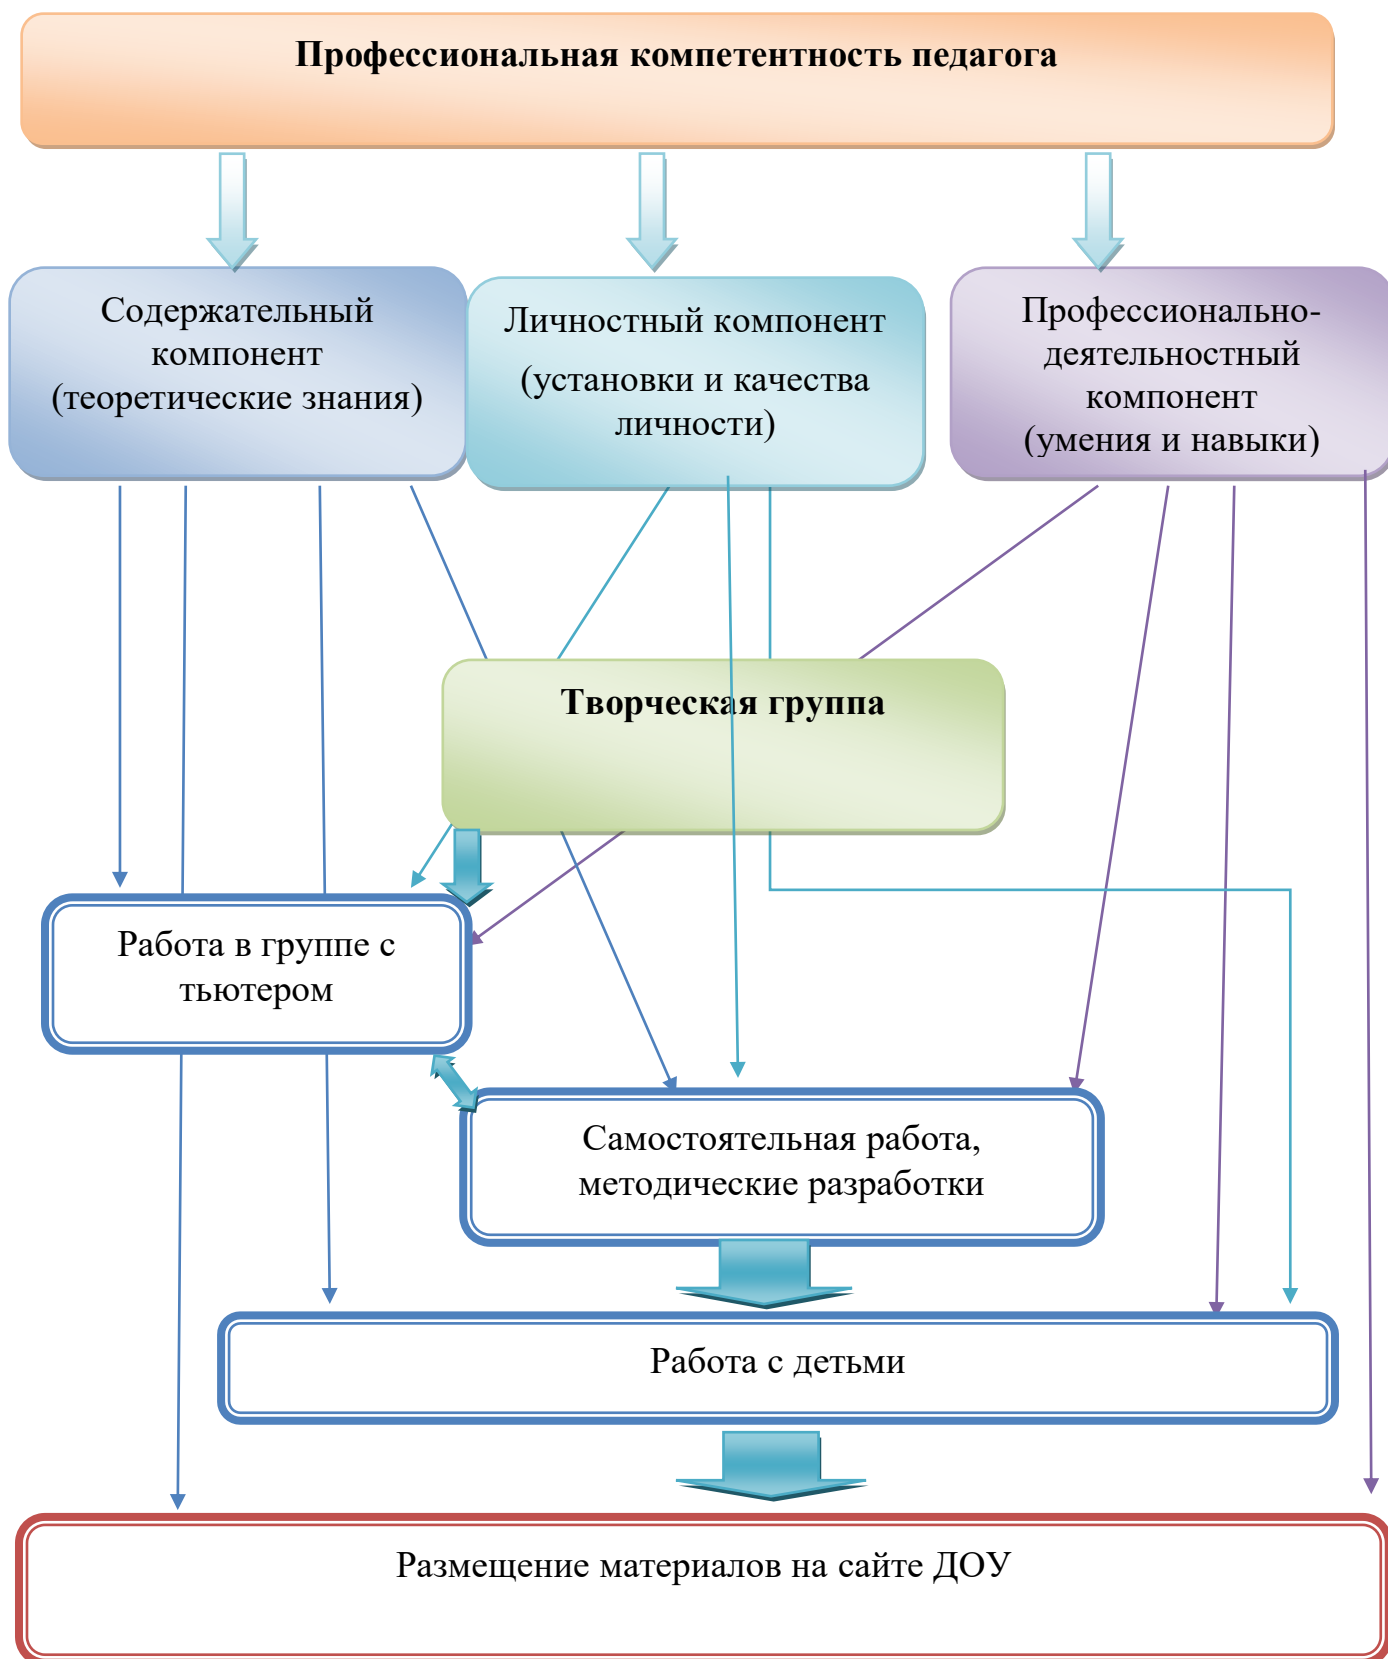 Профессиональная компетентность педагога
Содержательный
компонент
(теоретические знания)
Личностный компонент
(установки и качества
личности)
Профессионально-
деятельностный
компонент
(умения и навыки)
Творческая группа
Работа в группе с
тьютером
Самостоятельная работа,
методические разработки
Работа с детьми
Размещение материалов на сайте ДОУ